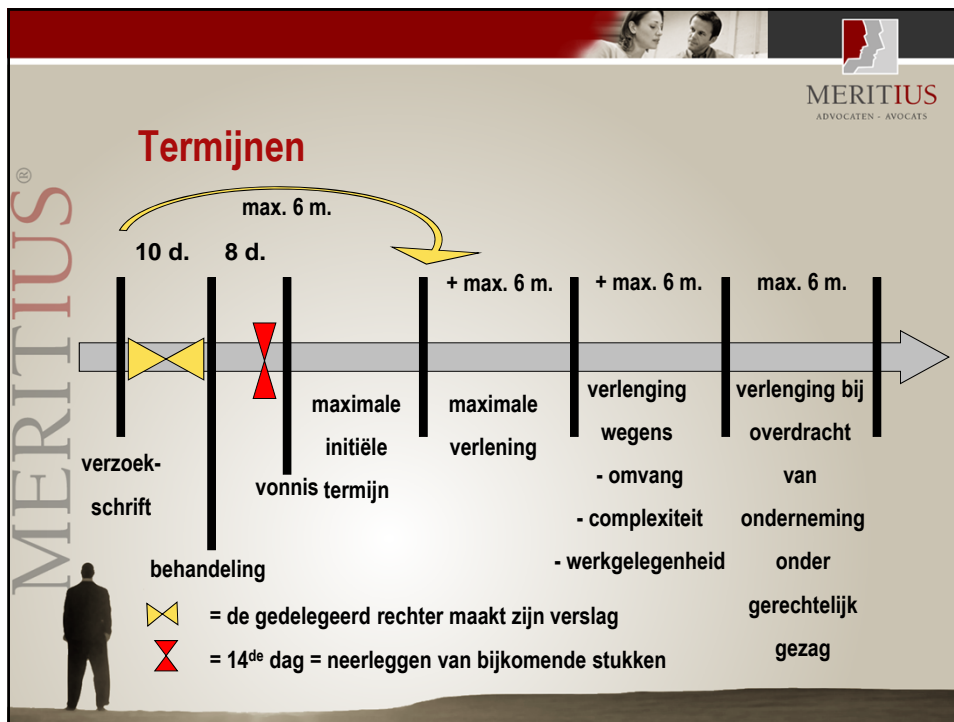 MERITIUS
ADVOCATEN - AVOCATS
MERITIUS®
Termijnen
max. 6 m.
10 d.
8 d.
+ max. 6 m.
+ max. 6 m.
max. 6 m.
verzoek-
schrift
behandeling
vonnis
maximale
initiële
termijn
maximale
verlening
verlenging
wegens
- omvang
- complexiteit
- werkgelegenheid
verlenging bij
overdracht
van
onderneming
onder
gerechtelijk
gezag
= de gedelegeerd rechter maakt zijn verslag
= 14de dag = neerleggen van bijkomende stukken